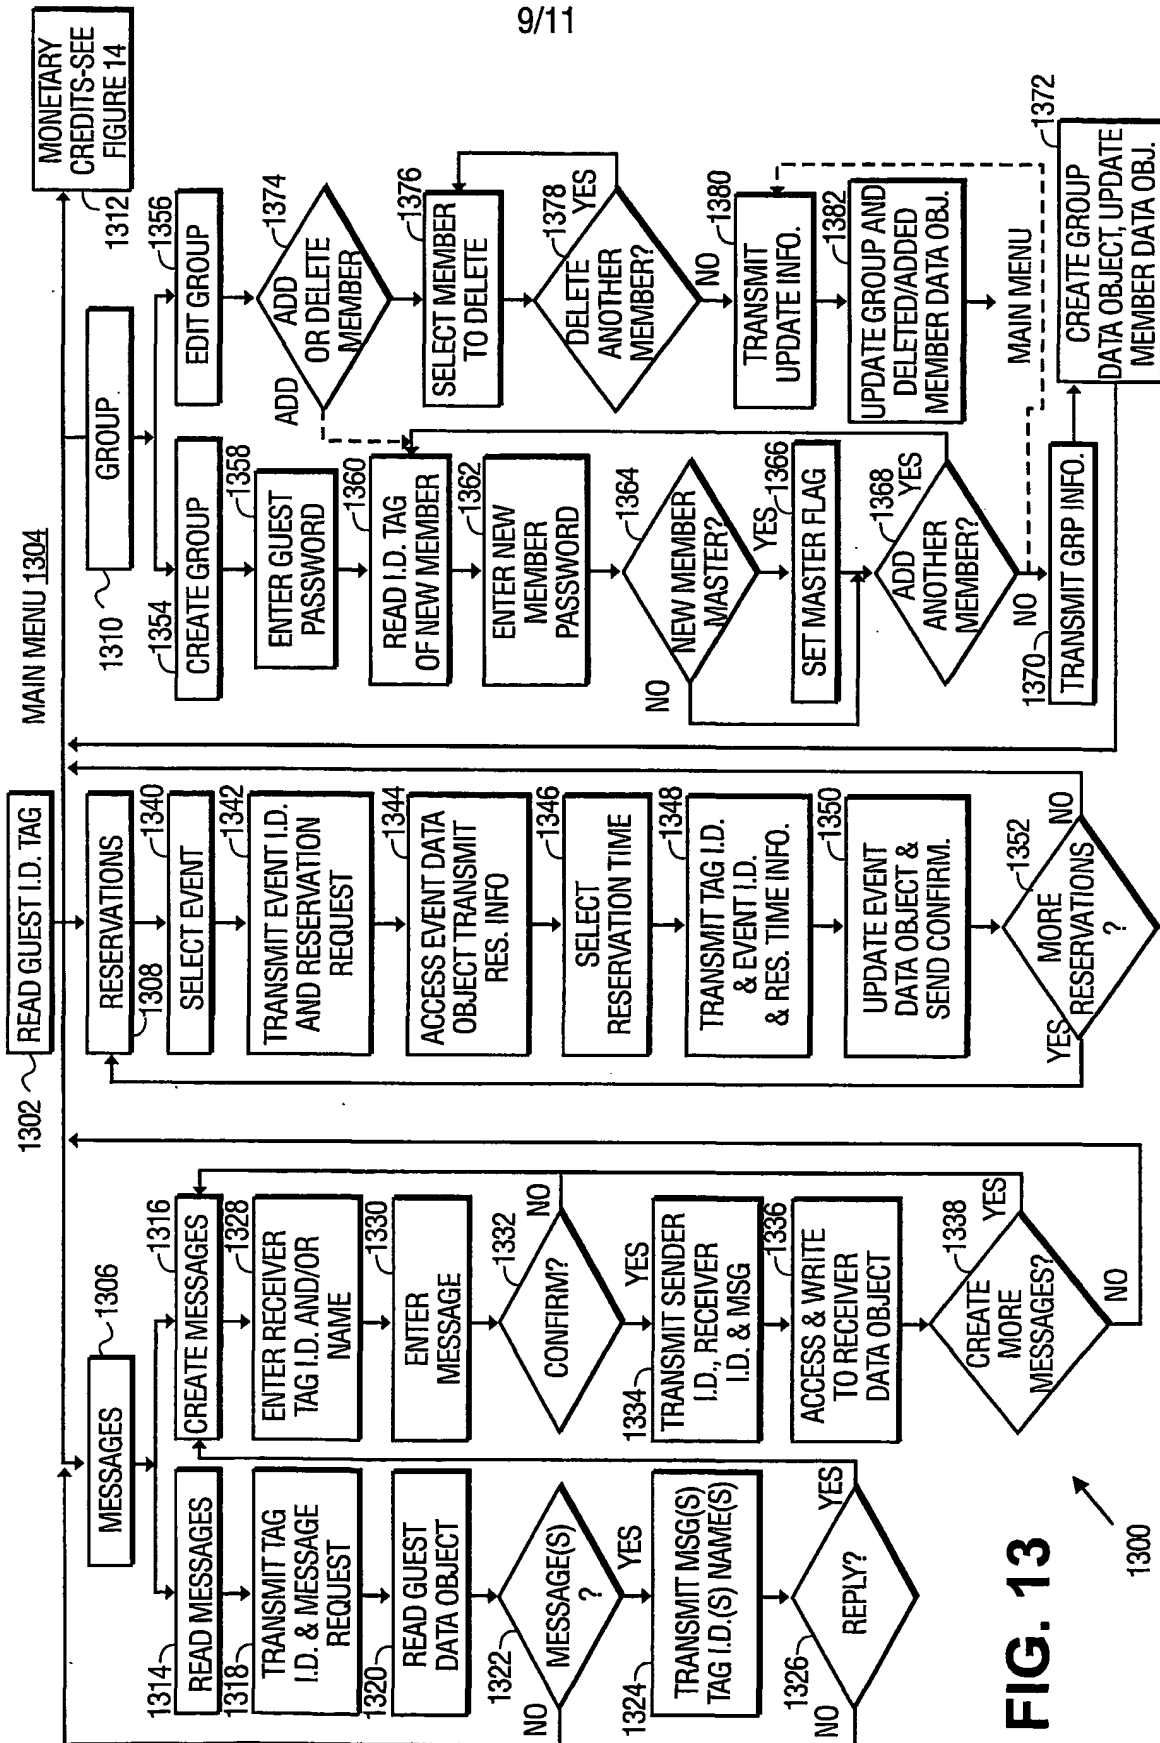 9/11
READ GUEST I.D. TAG
1302
MAIN MENU 1304
MESSAGES
1306
READ MESSAGES
1314
TRANSMIT TAG
I.D. & MESSAGE
REQUEST
1318
READ GUEST
DATA OBJECT
1320
MESSAGE(S)
?
1322
NO
YES
TRANSMIT MSG(S)
TAG I.D.(S) NAME(S)
1324
REPLY?
1326
NO
YES
CREATE MESSAGES
1316
ENTER RECEIVER
TAG I.D. AND/OR
NAME
1328
ENTER
MESSAGE
1330
CONFIRM?
1332
NO
YES
TRANSMIT SENDER
I.D., RECEIVER
I.D. & MSG
1334
ACCESS & WRITE
TO RECEIVER
DATA OBJECT
1336
CREATE
MORE
MESSAGES?
1338
YES
NO
RESERVATIONS
1308
SELECT EVENT
1340
TRANSMIT EVENT I.D.
AND RESERVATION
REQUEST
1342
ACCESS EVENT DATA
OBJECT TRANSMIT
RES. INFO
1344
SELECT
RESERVATION TIME
1346
TRANSMIT TAG I.D.
& EVENT I.D.
& RES. TIME INFO.
1348
UPDATE EVENT
DATA OBJECT &
SEND CONFIRM.
1350
MORE
RESERVATIONS
?
1352
YES
NO
GROUP
1310
CREATE GROUP
1354
ENTER GUEST
PASSWORD
1358
READ I.D. TAG
OF NEW MEMBER
1360
ENTER NEW
MEMBER
PASSWORD
1362
NEW MEMBER
MASTER?
1364
NO
YES
SET MASTER FLAG
1366
ADD
ANOTHER
MEMBER?
1368
YES
NO
TRANSMIT GRP INFO.
1370
CREATE GROUP
DATA OBJECT, UPDATE
MEMBER DATA OBJ.
1372
EDIT GROUP
1356
ADD
OR DELETE
MEMBER
1374
ADD
SELECT MEMBER
TO DELETE
1376
DELETE
ANOTHER
MEMBER?
1378
YES
NO
TRANSMIT
UPDATE INFO.
1380
UPDATE GROUP AND
DELETED/ADDED
MEMBER DATA OBJ.
1382
MAIN MENU
MONETARY
CREDITS-SEE
FIGURE 14
1312
FIG. 13
1300